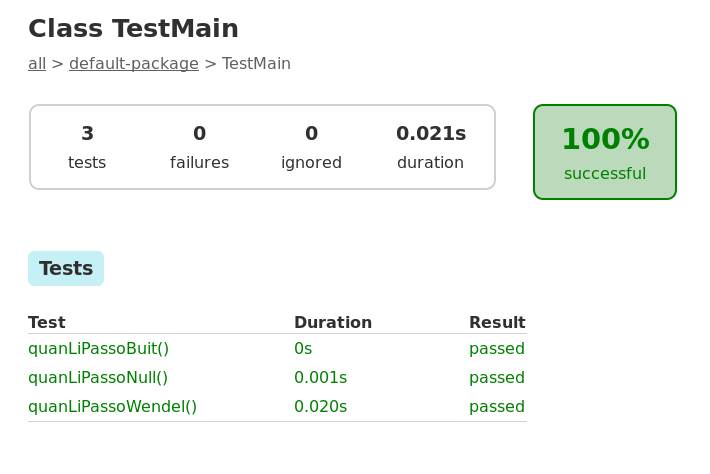 Class TestMain
all > default-package > TestMain
3 0 0 0.021s
tests failures ignored duration
100%
successful
Tests
Test Duration Result
quanLiPassoBuit() 0s passed
quanLiPassoNull() 0.001s passed
quanLiPassoWendel() 0.020s passed